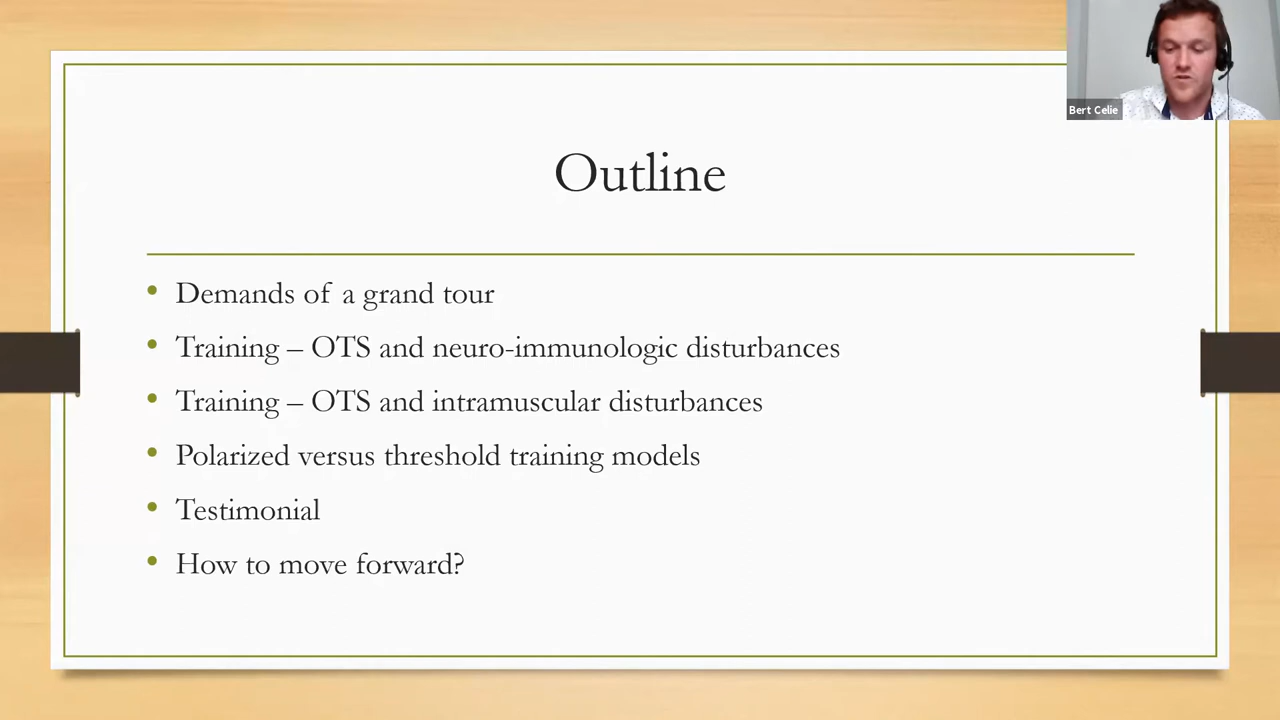 Bert Celie
Outline
• Demands of a grand tour
• Training – OTS and neuro-immunologic disturbances
• Training – OTS and intramuscular disturbances
• Polarized versus threshold training models
• Testimonial
• How to move forward?